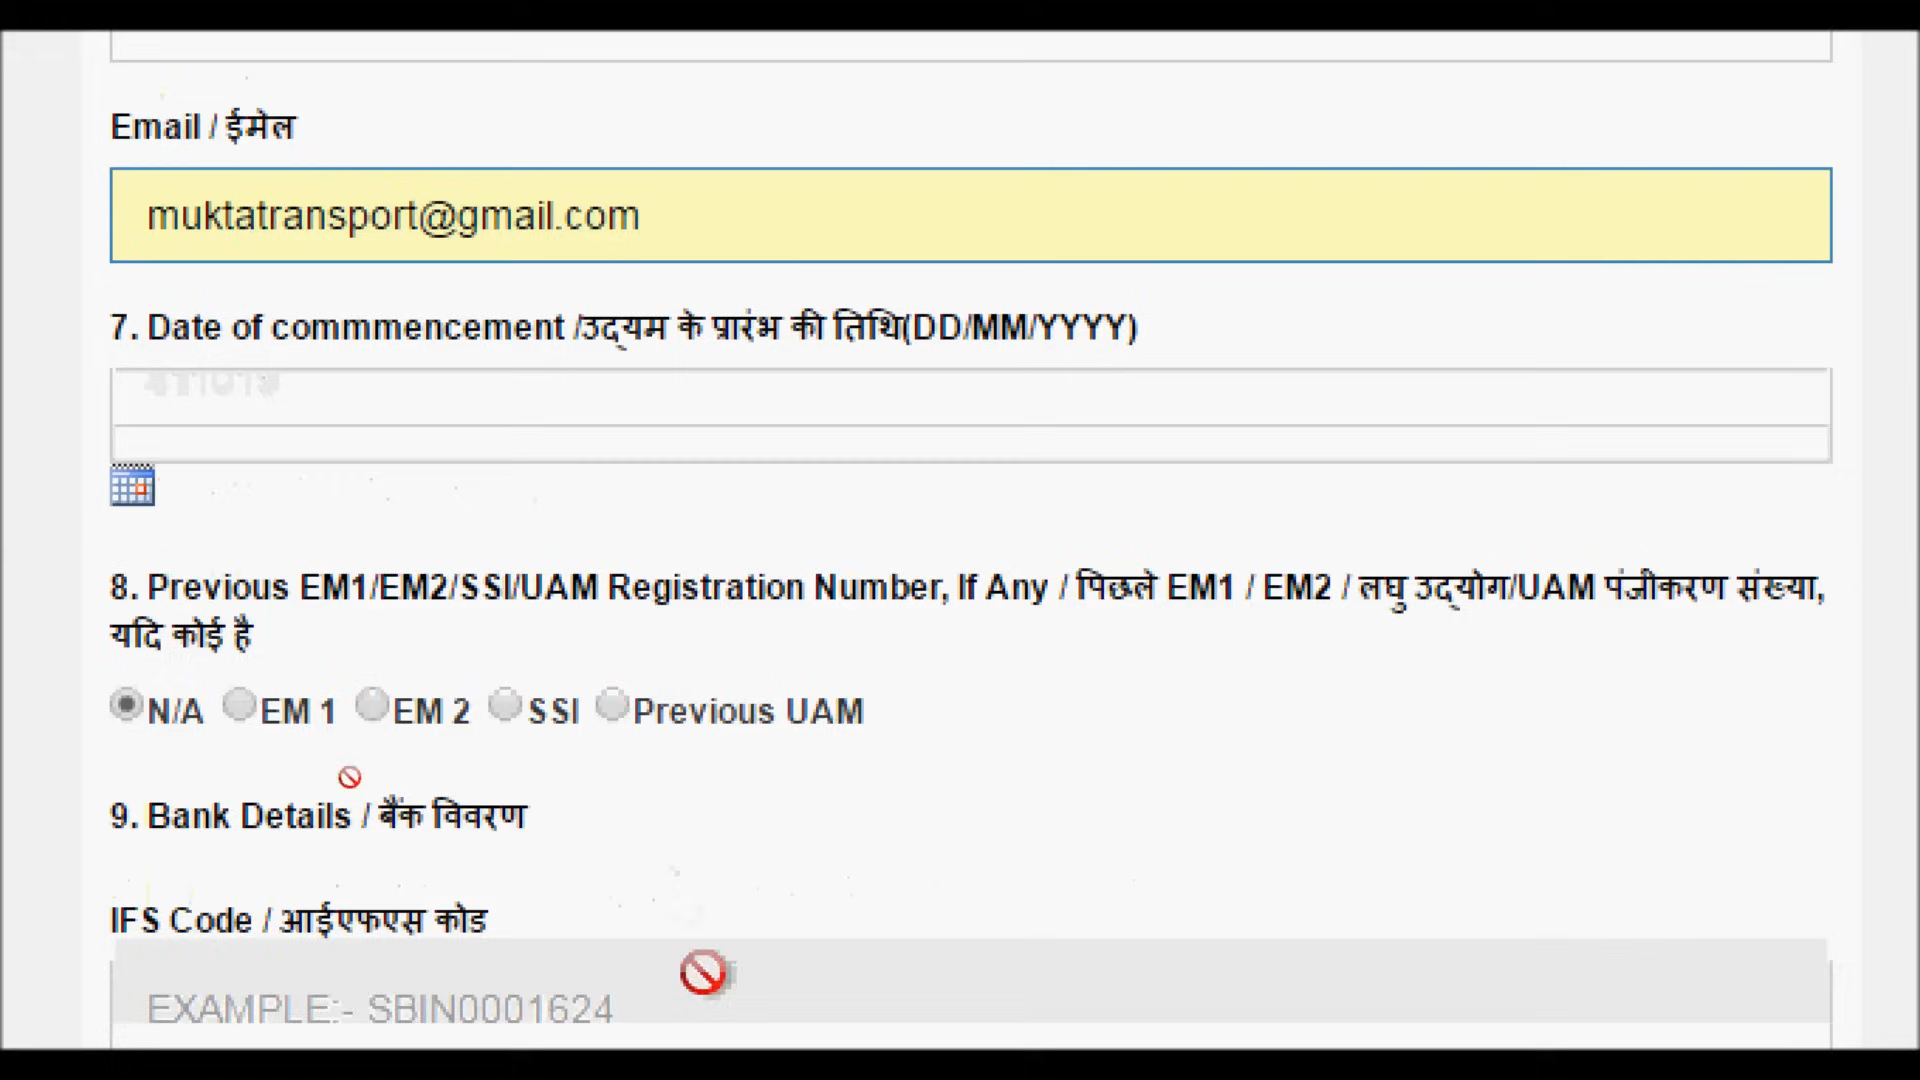 Email / ईमेल
muktatransport@gmail.com
7. Date of commmencement /उद्यम के प्रारंभ की तिथि(DD/MM/YYYY)
8. Previous EM1/EM2/SSI/UAM Registration Number, If Any / पिछले EM1 / EM2 / लघु उद्योग/UAM पंजीकरण संख्या,
यदि कोई है
N/A EM 1 EM 2 SSI Previous UAM
9. Bank Details / बैंक विवरण
IFS Code / आईएफएस कोड
EXAMPLE:- SBIN0001624